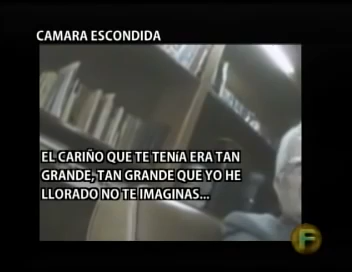 CAMARA ESCONDIDA
EL CARIÑO QUE TE TENíA ERA TAN
GRANDE, TAN GRANDE QUE YO HE
LLORADO NO TE IMAGINAS...
F